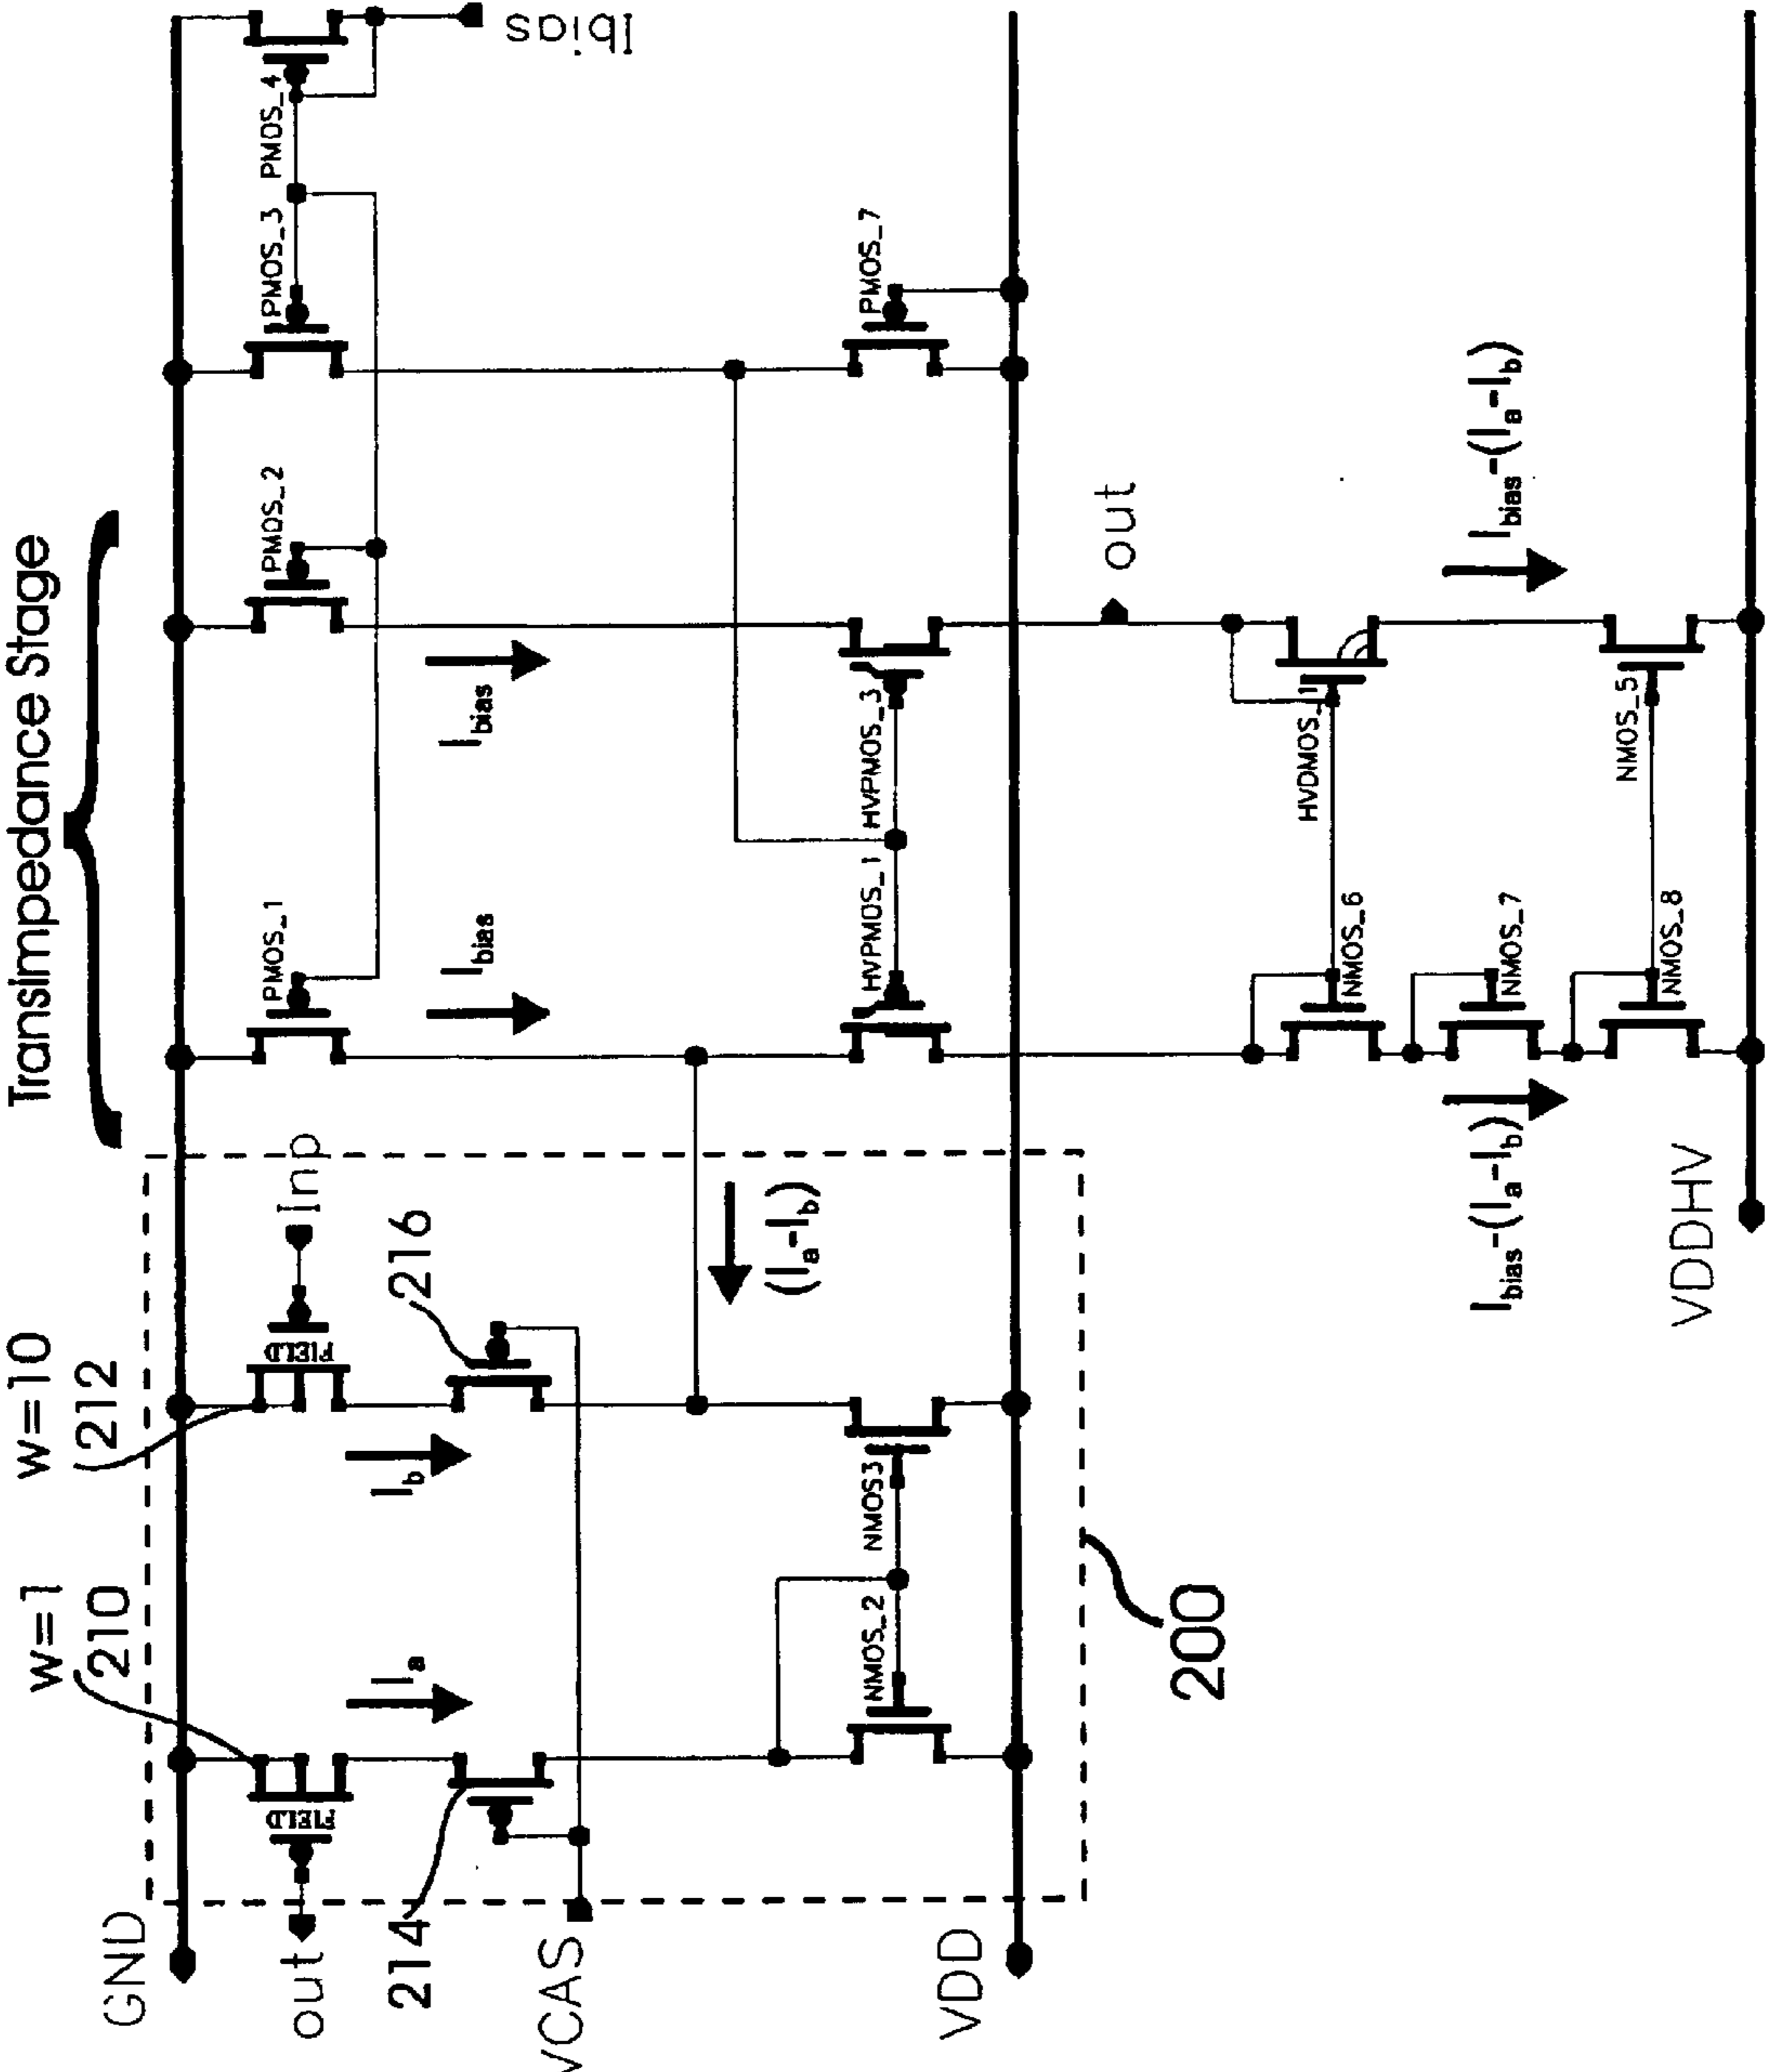 Transimpedance Stage
w=1
210
w=10
212
GND
out
FIELD
FIELD
Inp
PMOS_1
PMOS_2
PMOS_3
PMOS_4
Ibias
214
216
Ia
Ib
Ibias
Ibias
VCAS
(Ia-Ib)
NMOS_2
NMOS3
HVPMOS_1
HVPMOS_3
PMOS_7
VDD
200
out
NMOS_6
HVDMOS_1
NMOS_7
Ibias-(Ia-Ib)
Ibias-(Ia-Ib)
NMOS_8
NMOS_5
VDDHV